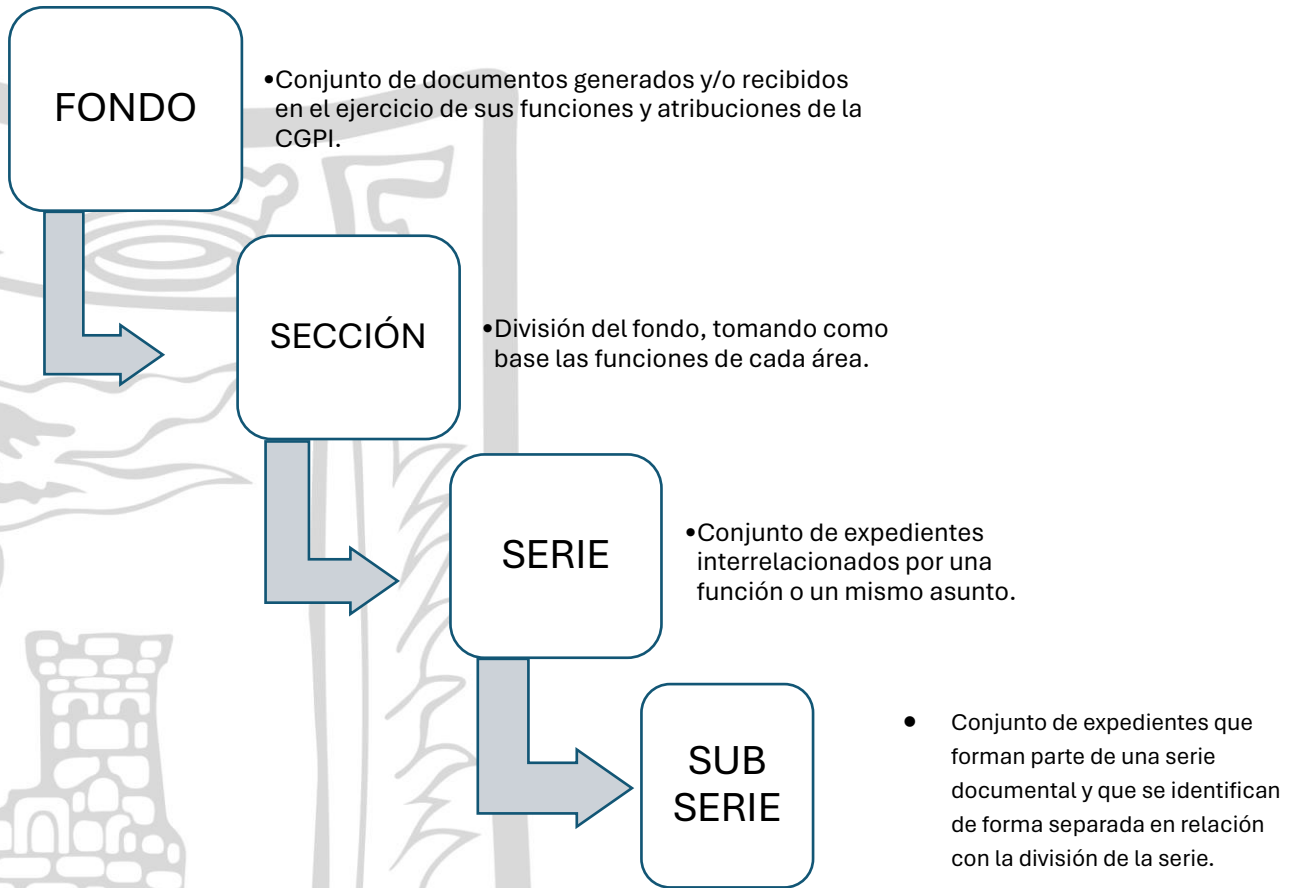 FONDO
•Conjunto de documentos generados y/o recibidos
en el ejercicio de sus funciones y atribuciones de la
CGPI.
SECCIÓN
•División del fondo, tomando como
base las funciones de cada área.
SERIE
•Conjunto de expedientes
interrelacionados por una
función o un mismo asunto.
SUB
SERIE
• Conjunto de expedientes que
forman parte de una serie
documental y que se identifican
de forma separada en relación
con la división de la serie.